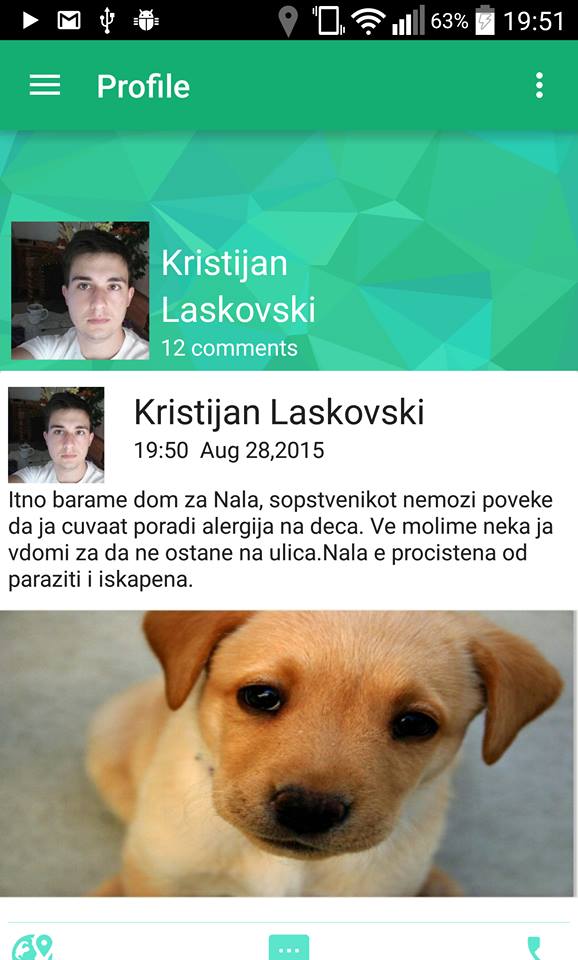 63% 19:51
Profile
Kristijan
Laskovski
12 comments
Kristijan Laskovski
19:50 Aug 28,2015
Itno barame dom za Nala, sopstvenikot nemozi poveke
da ja cuvaat poradi alergija na deca. Ve molime neka ja
vdomi za da ne ostane na ulica.Nala e procistena od
paraziti i iskapena.